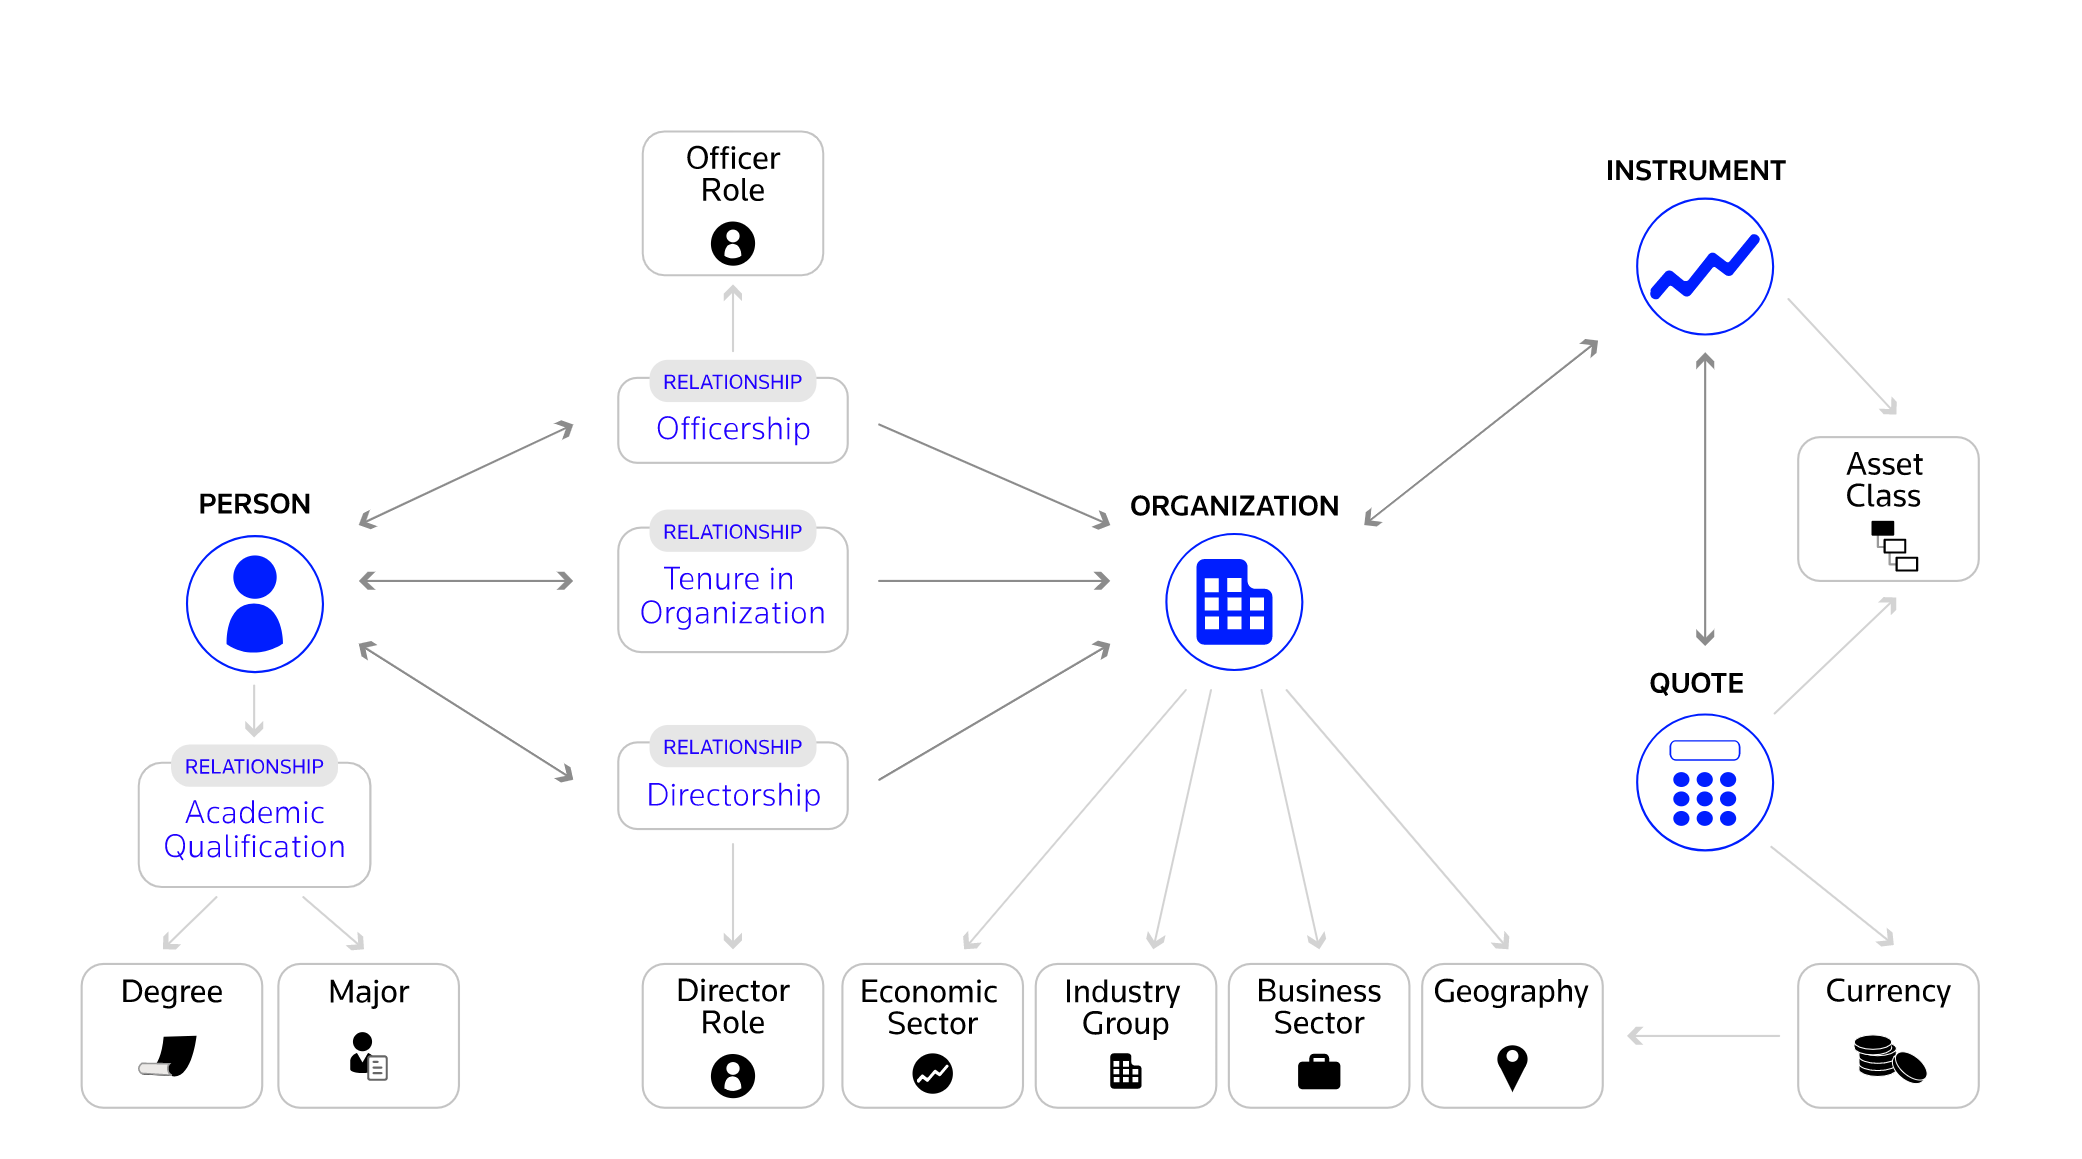 Officer
Role
INSTRUMENT
RELATIONSHIP
Officership
Asset
Class
PERSON
ORGANIZATION
RELATIONSHIP
Tenure in
Organization
QUOTE
RELATIONSHIP
Directorship
RELATIONSHIP
Academic
Qualification
Degree
Major
Director
Role
Economic
Sector
Industry
Group
Business
Sector
Geography
Currency